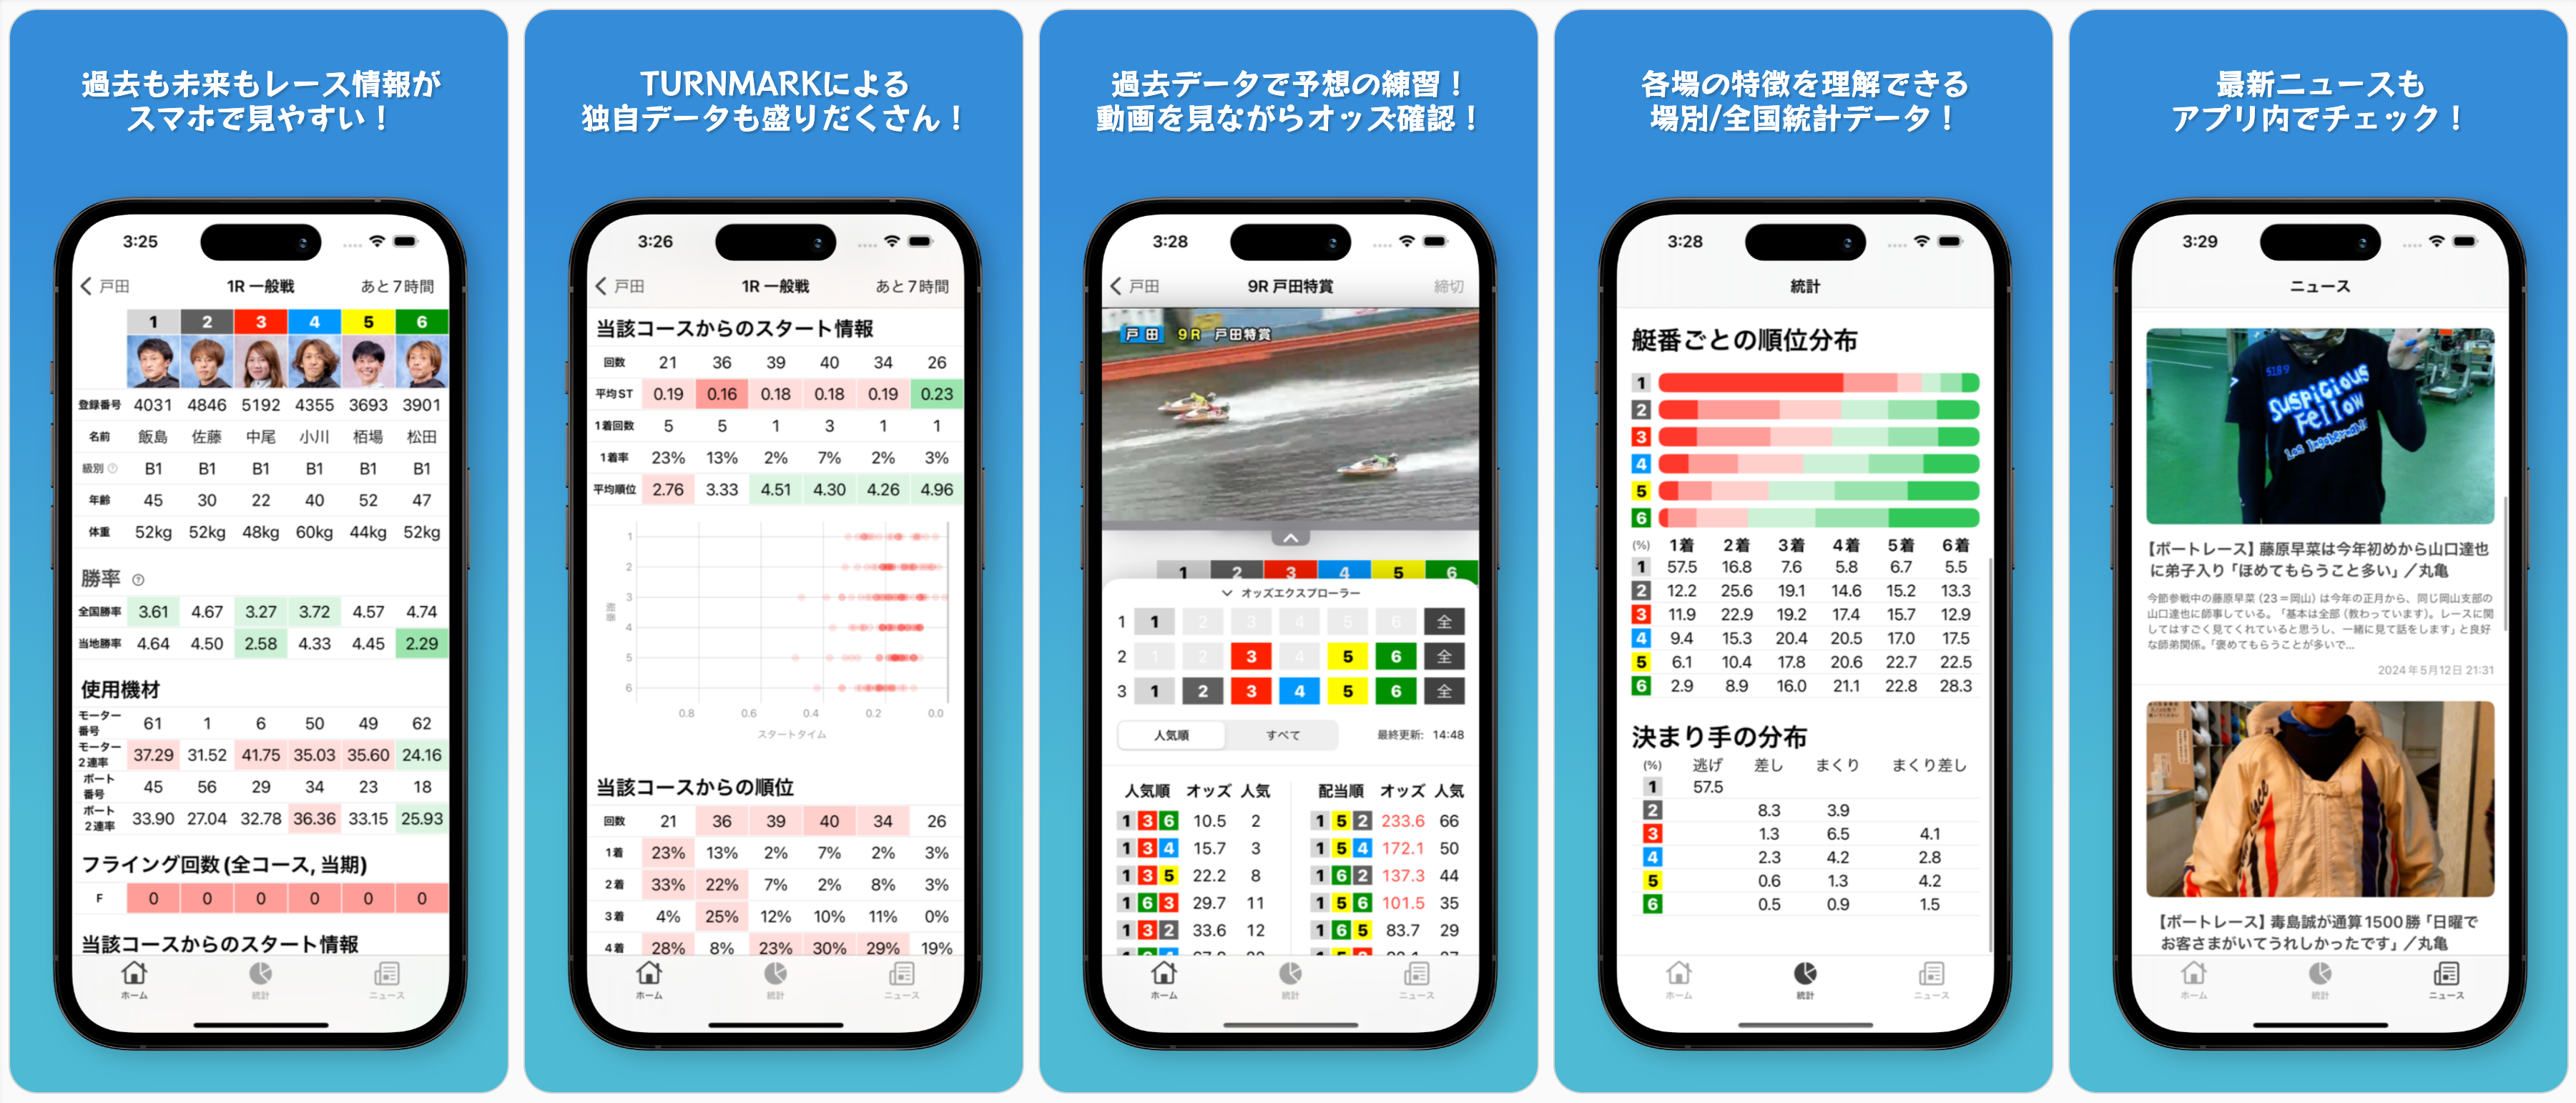 過去も未来もレース情報が
スマホで見やすい！
3:25
戸田 1R 一般戦 あと7時間
1 2 3 4 5 6
登録番号 4031 4846 5192 4355 3693 3901
名前 飯島 佐藤 中尾 小川 栢場 松田
級別 B1 B1 B1 B1 B1 B1
年齢 45 30 22 40 52 47
体重 52kg 52kg 48kg 60kg 44kg 52kg
勝率
全国勝率 3.61 4.67 3.27 3.72 4.57 4.74
当地勝率 4.64 4.50 2.58 4.33 4.45 2.29
使用機材
モーター番号 61 1 6 50 49 62
モーター2連率 37.29 31.52 41.75 35.03 35.60 24.16
ボート番号 45 56 29 34 23 18
ボート2連率 33.90 27.04 32.78 36.36 33.15 25.93
フライング回数 (全コース, 当期)
F 0 0 0 0 0 0
当該コースからのスタート情報
ホーム 統計 ニュース
TURNMARKによる
独自データも盛りだくさん！
3:26
戸田 1R 一般戦 あと7時間
当該コースからのスタート情報
回数 21 36 39 40 34 26
平均ST 0.19 0.16 0.18 0.18 0.19 0.23
1着回数 5 5 1 3 1 1
1着率 23% 13% 2% 7% 2% 3%
平均順位 2.76 3.33 4.51 4.30 4.26 4.96
1
2
3
4
5
6
艇番
0.8 0.6 0.4 0.2 0.0
スタートタイム
当該コースからの順位
回数 21 36 39 40 34 26
1着 23% 13% 2% 7% 2% 3%
2着 33% 22% 7% 2% 8% 3%
3着 4% 25% 12% 10% 11% 0%
4着 28% 8% 23% 30% 29% 19%
ホーム 統計 ニュース
過去データで予想の練習！
動画を見ながらオッズ確認！
3:28
戸田 9R 戸田特賞 締切
戸田 9R 戸田特賞
1 2 3 4 5 6
オッズエクスプローラー
1 1 2 3 4 5 6 全
2 1 2 3 4 5 6 全
3 1 2 3 4 5 6 全
人気順 すべて 最終更新: 14:48
人気順 オッズ 人気 配当順 オッズ 人気
1 3 6 10.5 2 1 5 2 233.6 66
1 3 4 15.7 3 1 5 4 172.1 50
1 3 5 22.2 8 1 6 2 137.3 44
1 6 3 29.7 11 1 5 6 101.5 35
1 3 2 33.6 12 1 6 5 83.7 29
ホーム 統計 ニュース
各場の特徴を理解できる
場別/全国統計データ！
3:28
統計
艇番ごとの順位分布
1
2
3
4
5
6
(%) 1着 2着 3着 4着 5着 6着
1 57.5 16.8 7.6 5.8 6.7 5.5
2 12.2 25.6 19.1 14.6 15.2 13.3
3 11.9 22.9 19.2 17.4 15.7 12.9
4 9.4 15.3 20.4 20.5 17.0 17.5
5 6.1 10.4 17.8 20.6 22.7 22.5
6 2.9 8.9 16.0 21.1 22.8 28.3
決まり手の分布
(%) 逃げ 差し まくり まくり差し
1 57.5
2 8.3 3.9
3 1.3 6.5 4.1
4 2.3 4.2 2.8
5 0.6 1.3 4.2
6 0.5 0.9 1.5
ホーム 統計 ニュース
最新ニュースも
アプリ内でチェック！
3:29
ニュース
5189
SUSPICIOUS
Fellow
【ボートレース】藤原早菜は今年初めから山口達也
に弟子入り「ほめてもらうこと多い」／丸亀
今節参戦中の藤原早菜（23＝岡山）は今年の正月から、同じ岡山支部の
山口達也に師事している。「基本は全部（教わっています）。レースに関
してはすごく見てくれていると思うし、一緒に見て話をします」と良好
な師弟関係。「褒めてもらうことが多いで...
2024年5月12日 21:31
【ボートレース】毒島誠が通算1500勝「日曜で
お客さまがいてうれしかったです」／丸亀
ホーム 統計 ニュース